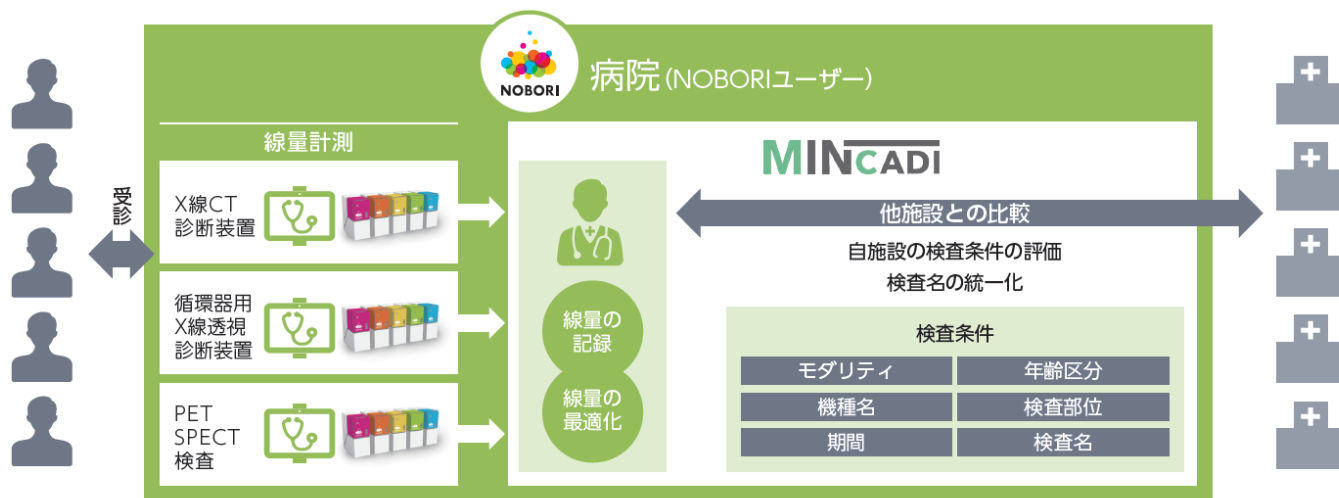 NOBORI
病院(NOBORIユーザー)
受診
線量計測
X線CT
診断装置
循環器用
X線透視
診断装置
PET
SPECT
検査
線量の
記録
線量の
最適化
MINCADI
他施設との比較
自施設の検査条件の評価
検査名の統一化
検査条件
モダリティ
年齢区分
機種名
検査部位
期間
検査名